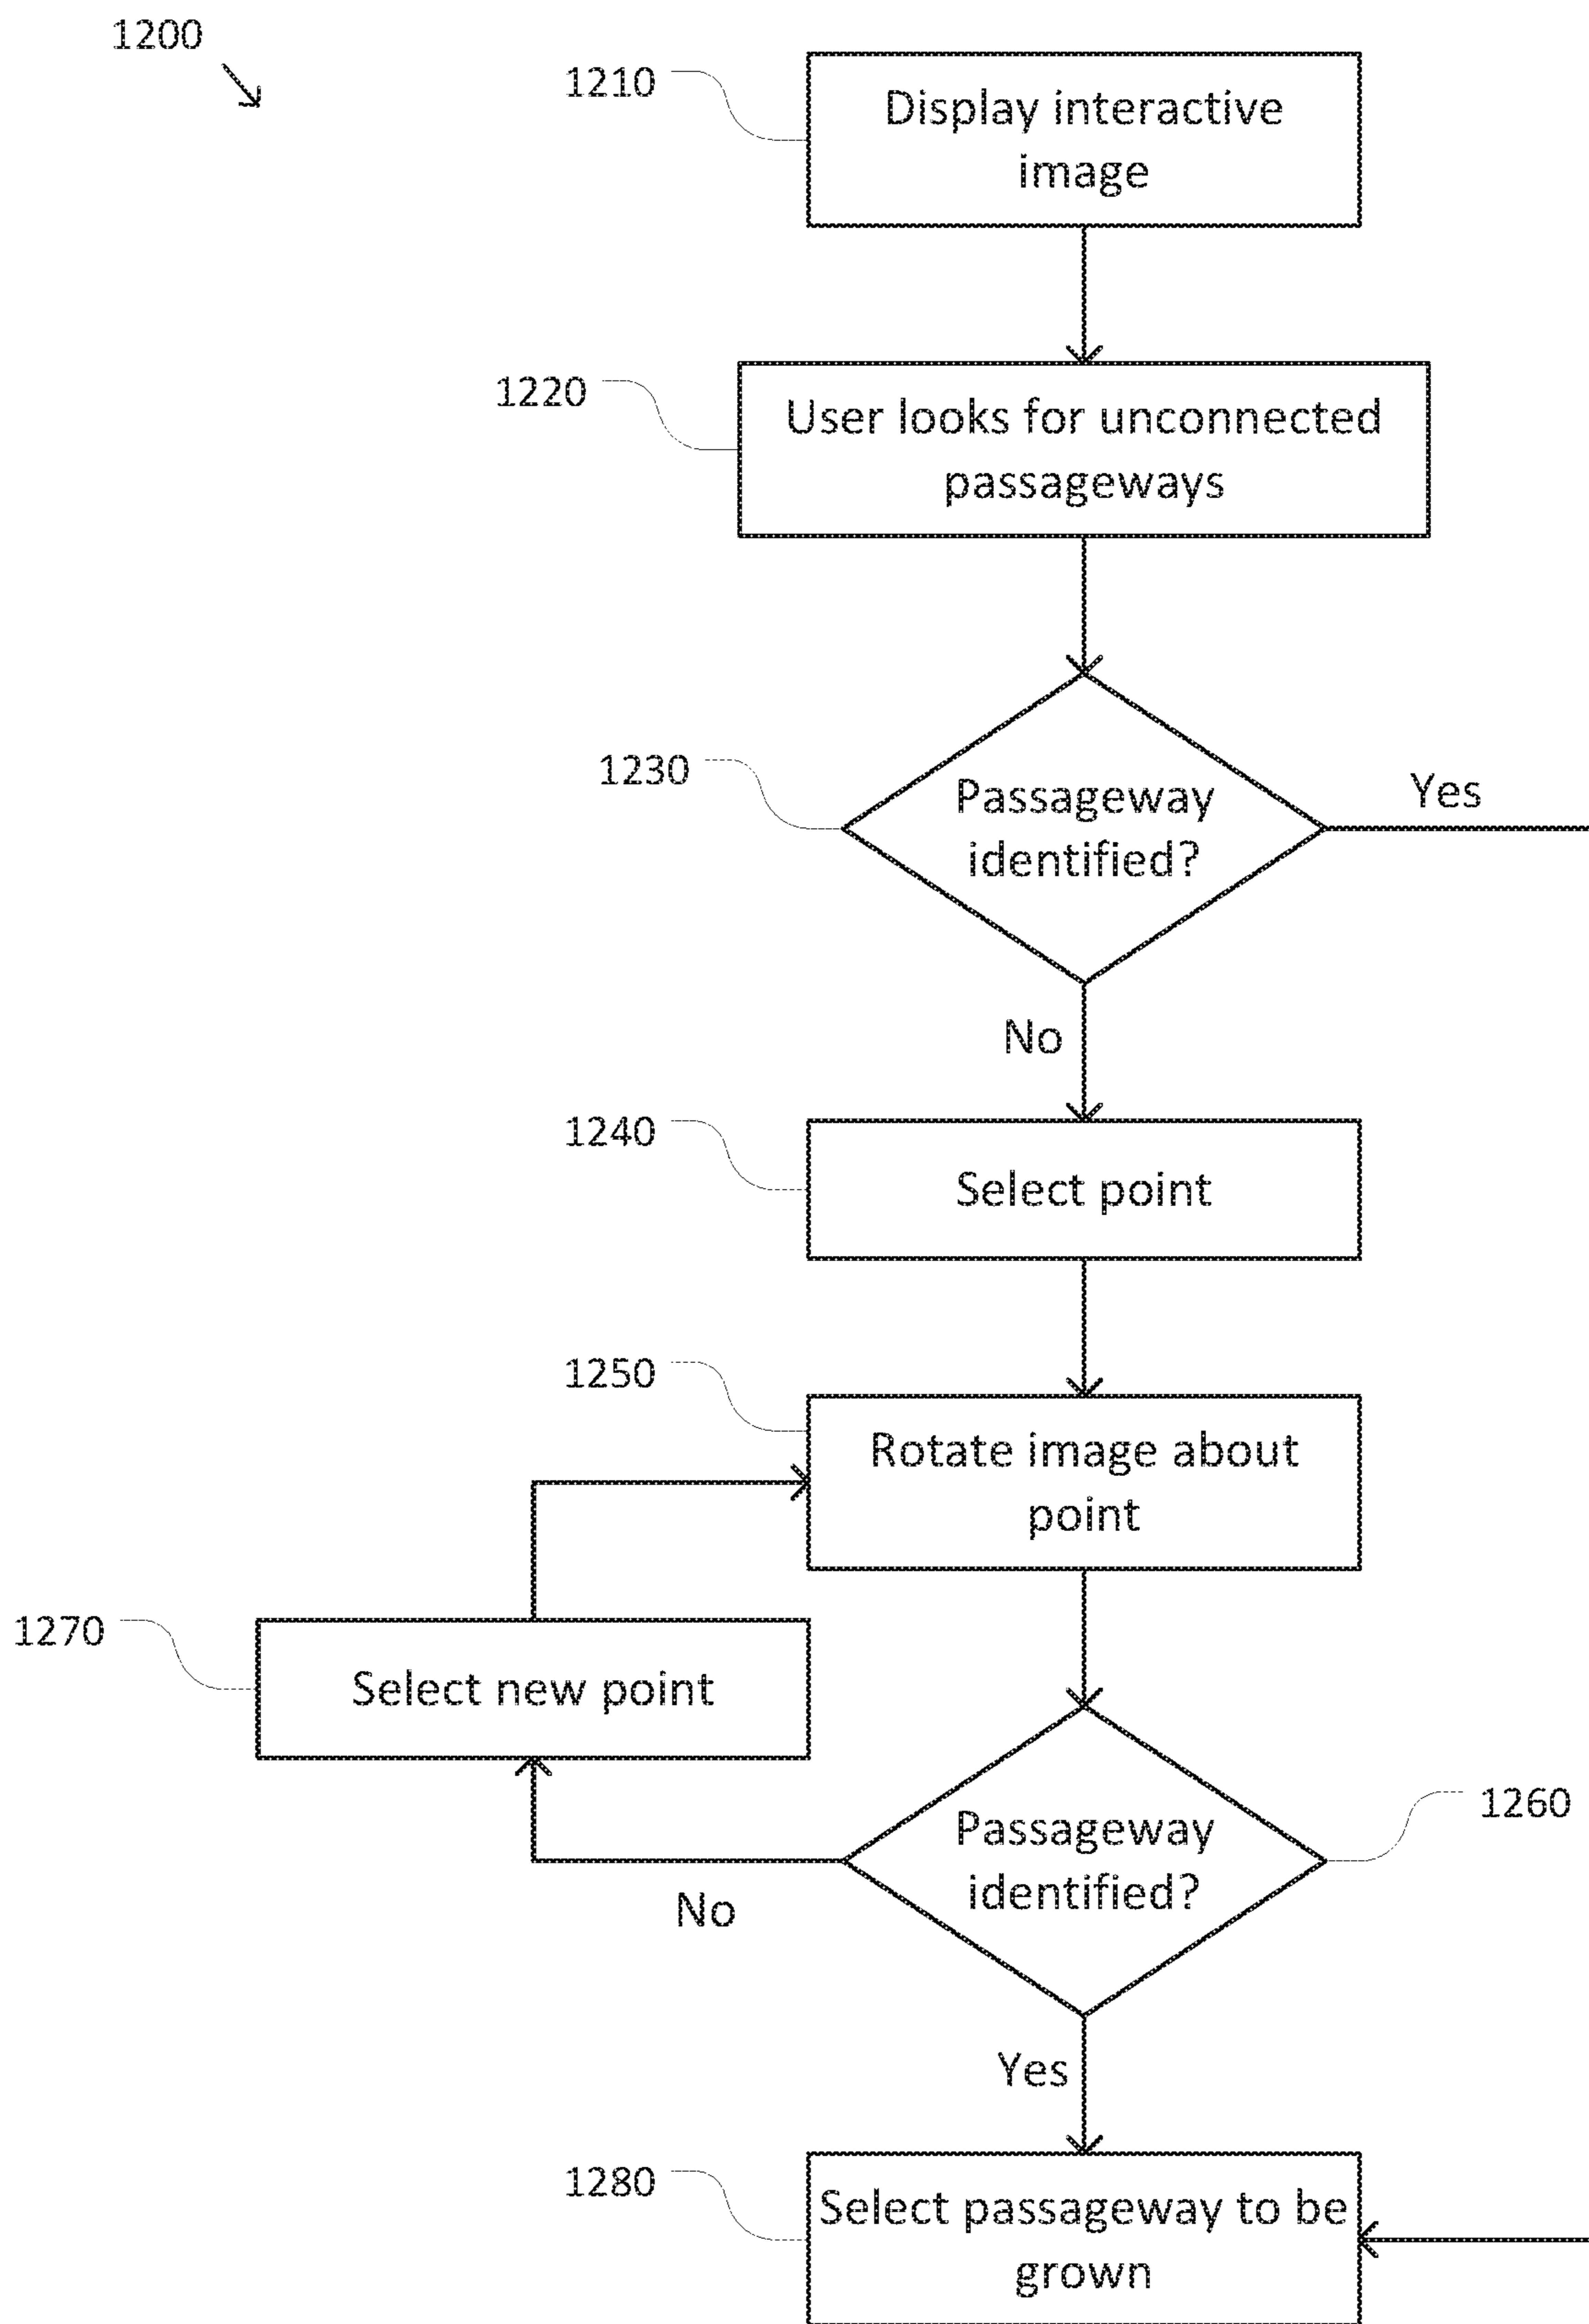 1200
1210
Display interactive
image
1220
User looks for unconnected
passageways
1230
Passageway
identified?
Yes
No
1240
Select point
1250
Rotate image about
point
1270
Select new point
1260
Passageway
identified?
No
Yes
1280
Select passageway to be
grown